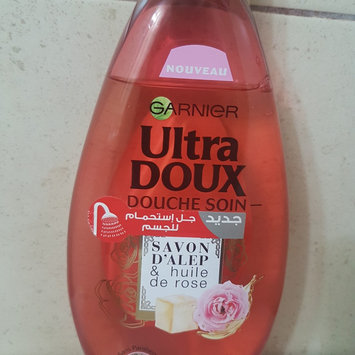 NOUVEAU
GARNIER
Ultra
DOUX
DOUCHE SOIN
جل إستحمام جديد
للجسم
SAVON
D'ALEP
& huile
de rose